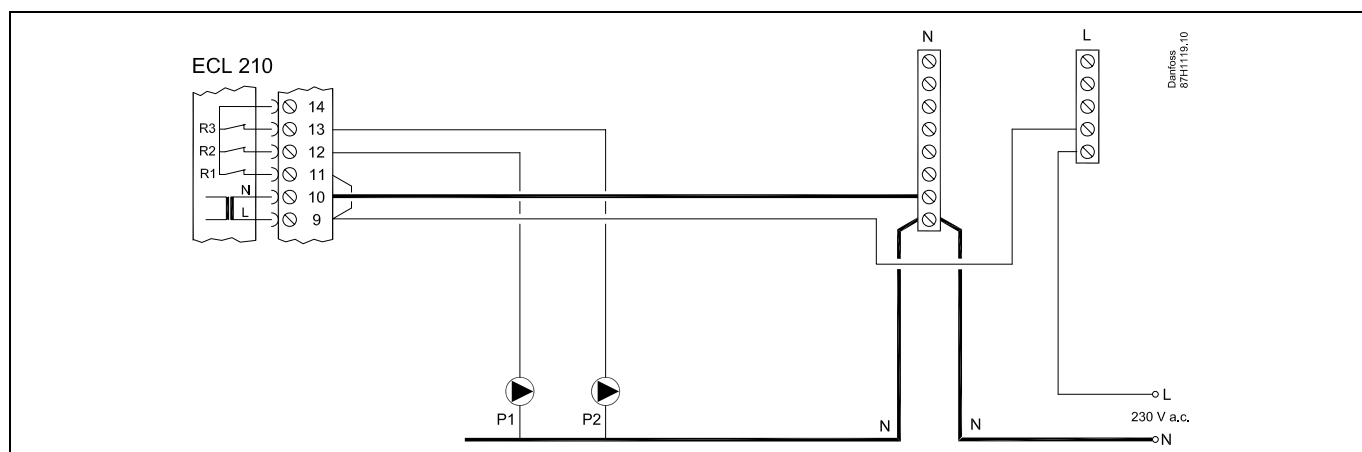 N
L
Danfoss
87H1119.10
ECL 210
14
R3 13
R2 12
R1 11
N 10
L 9
P1
P2
N
N
L
230 V a.c.
N